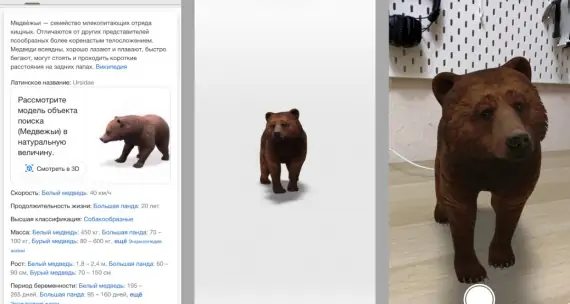 Медве́жьи — семейство млекопитающих отряда
хищных. Отличаются от других представителей
псообразных более коренастым телосложением.
Медведи всеядны, хорошо лазают и плавают, быстро
бегают, могут стоять и проходить короткие
расстояния на задних лапах. Википедия
Латинское название: Ursidae
Рассмотрите
модель объекта
поиска
(Медвежьи) в
натуральную
величину.
Смотреть в 3D
Скорость: Белый медведь: 40 км/ч
Продолжительность жизни: Большая панда: 20 лет
Высшая классификация: Собакообразные
Масса: Белый медведь: 450 кг, Большая панда: 70 –
100 кг, Бурый медведь: 80 – 600 кг, ещё Энциклопедия
жизни
Рост: Белый медведь: 1,8 – 2,4 м, Большая панда: 60 –
90 см, Бурый медведь: 70 – 150 см
Период беременности: Белый медведь: 195 –
265 дней, Большая панда: 95 – 160 дней, ещё